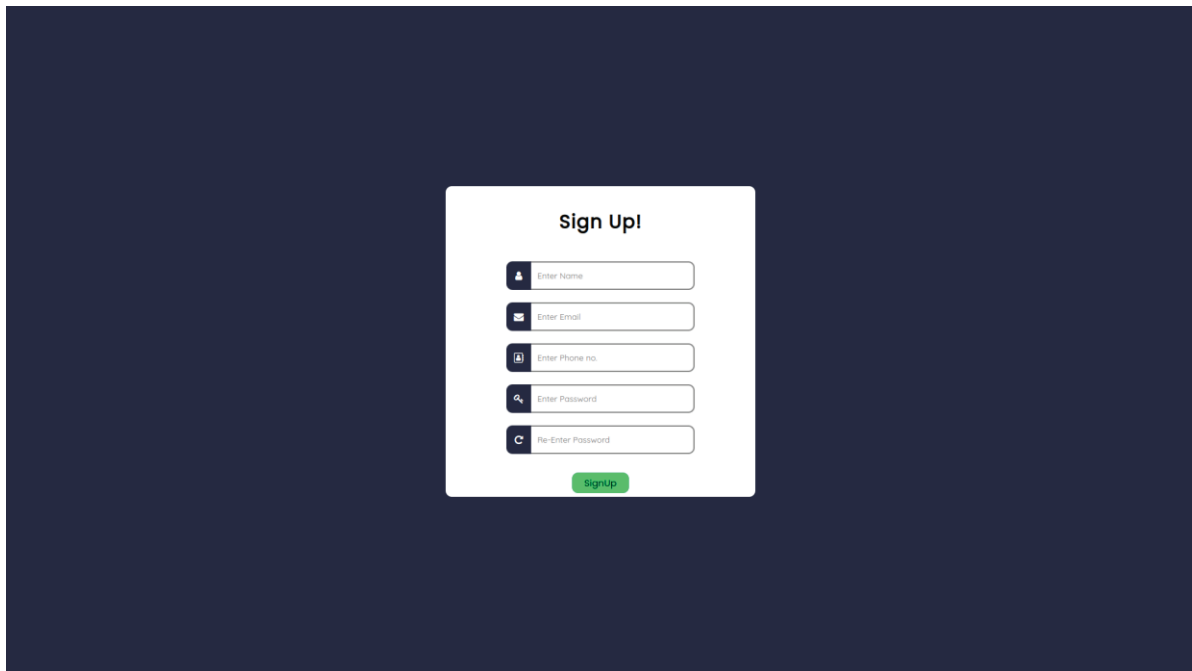 Sign Up!
Enter Name
Enter Email
Enter Phone no.
Enter Password
Re-Enter Password
SignUp